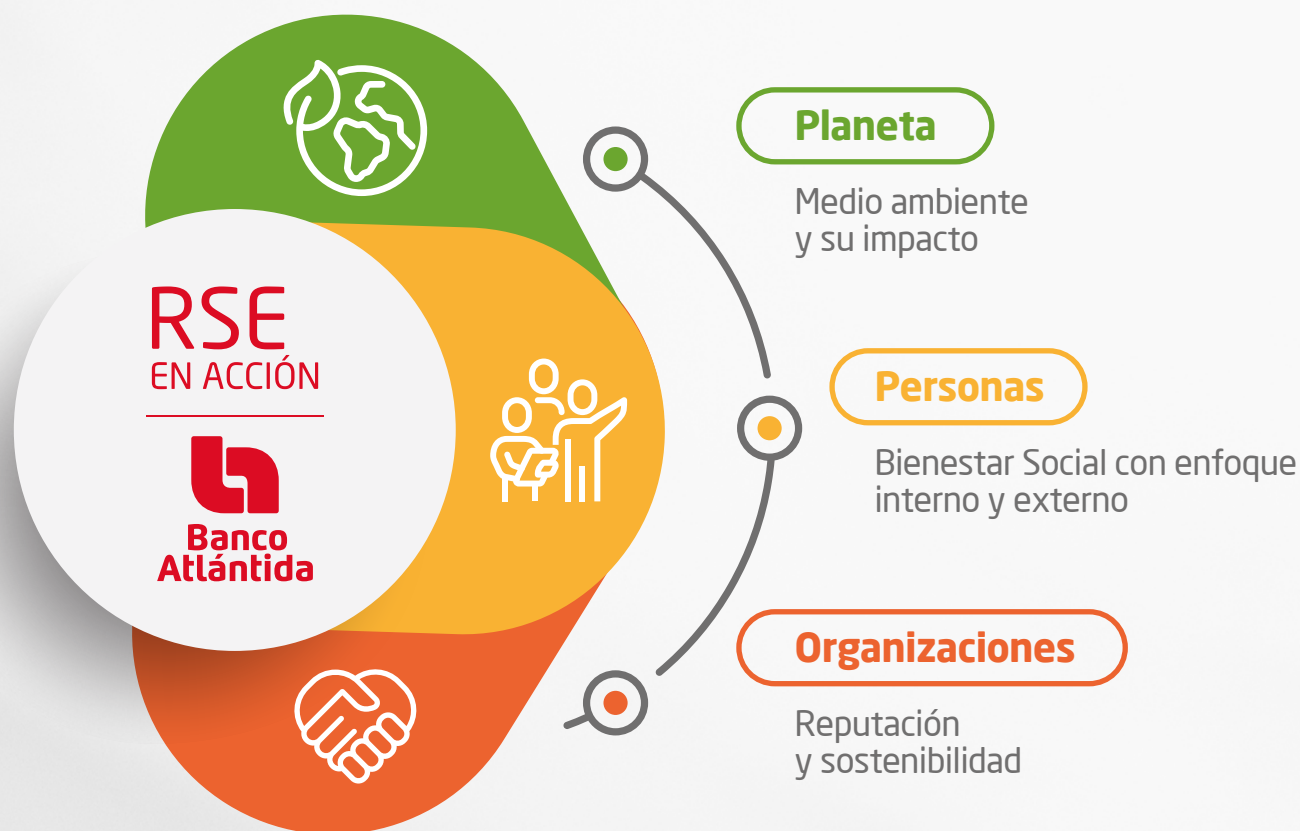 RSE
EN ACCIÓN
Banco
Atlántida
Planeta
Medio ambiente
y su impacto
Personas
Bienestar Social con enfoque
interno y externo
Organizaciones
Reputación
y sostenibilidad